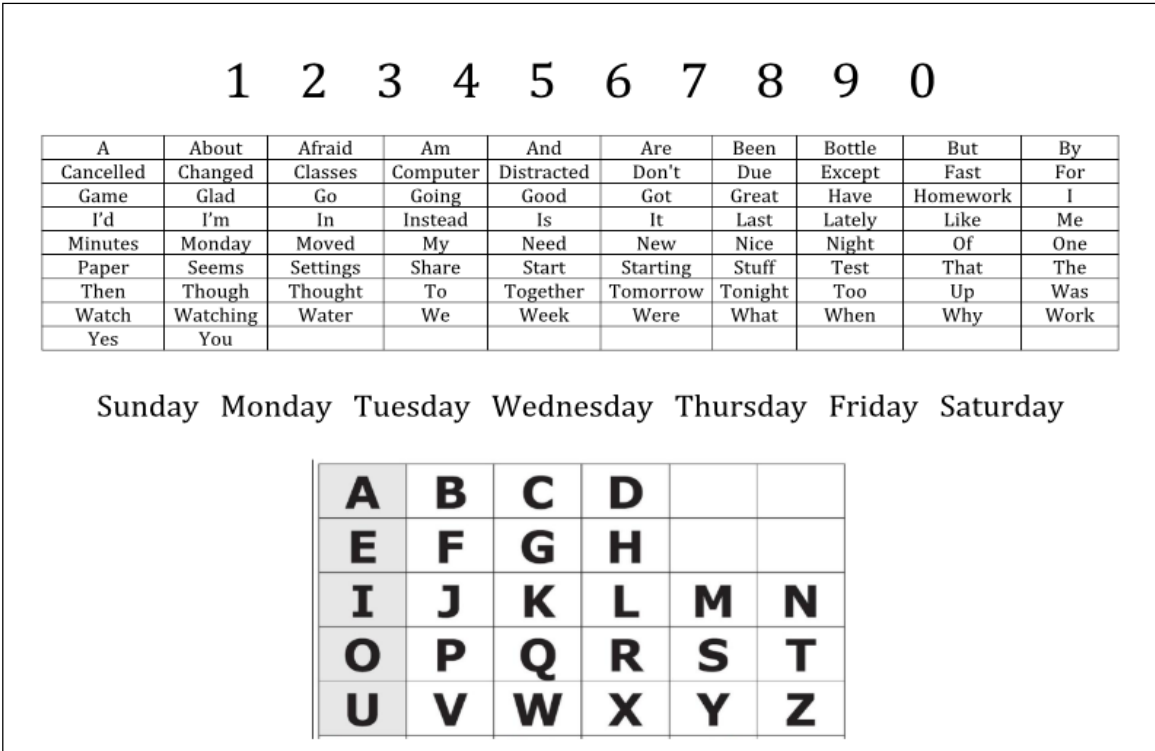 1 2 3 4 5 6 7 8 9 0
A About Afraid Am And Are Been Bottle But By
Cancelled Changed Classes Computer Distracted Don't Due Except Fast For
Game Glad Go Going Good Got Great Have Homework I
I’d I’m In Instead Is It Last Lately Like Me
Minutes Monday Moved My Need New Nice Night Of One
Paper Seems Settings Share Start Starting Stuff Test That The
Then Though Thought To Together Tomorrow Tonight Too Up Was
Watch Watching Water We Week Were What When Why Work
Yes You
Sunday Monday Tuesday Wednesday Thursday Friday Saturday
A B C D
E F G H
I J K L M N
O P Q R S T
U V W X Y Z